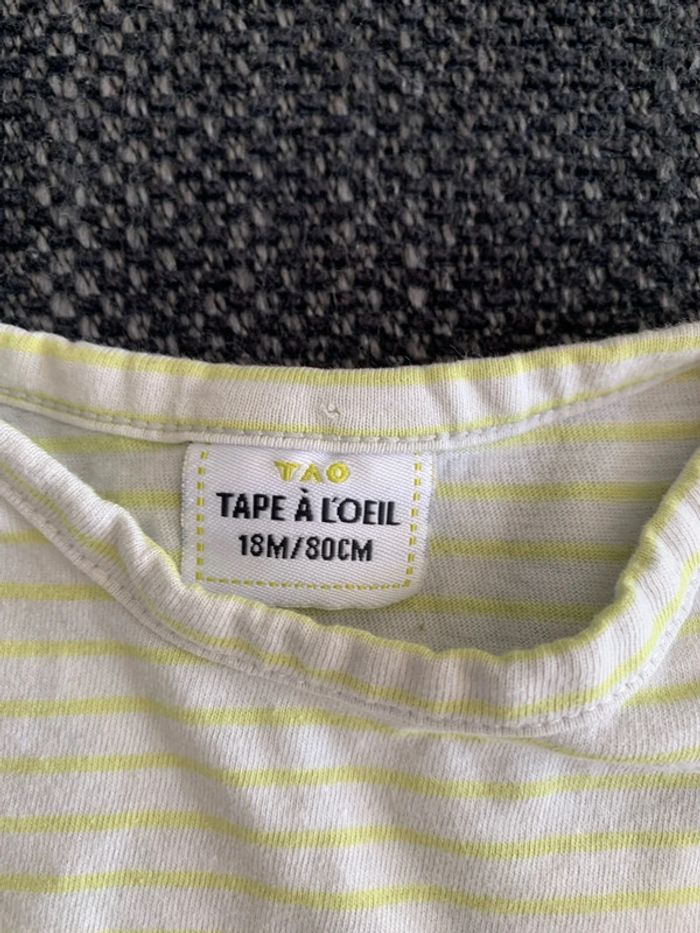 TAO
TAPE À L'OEIL
18M/80CM